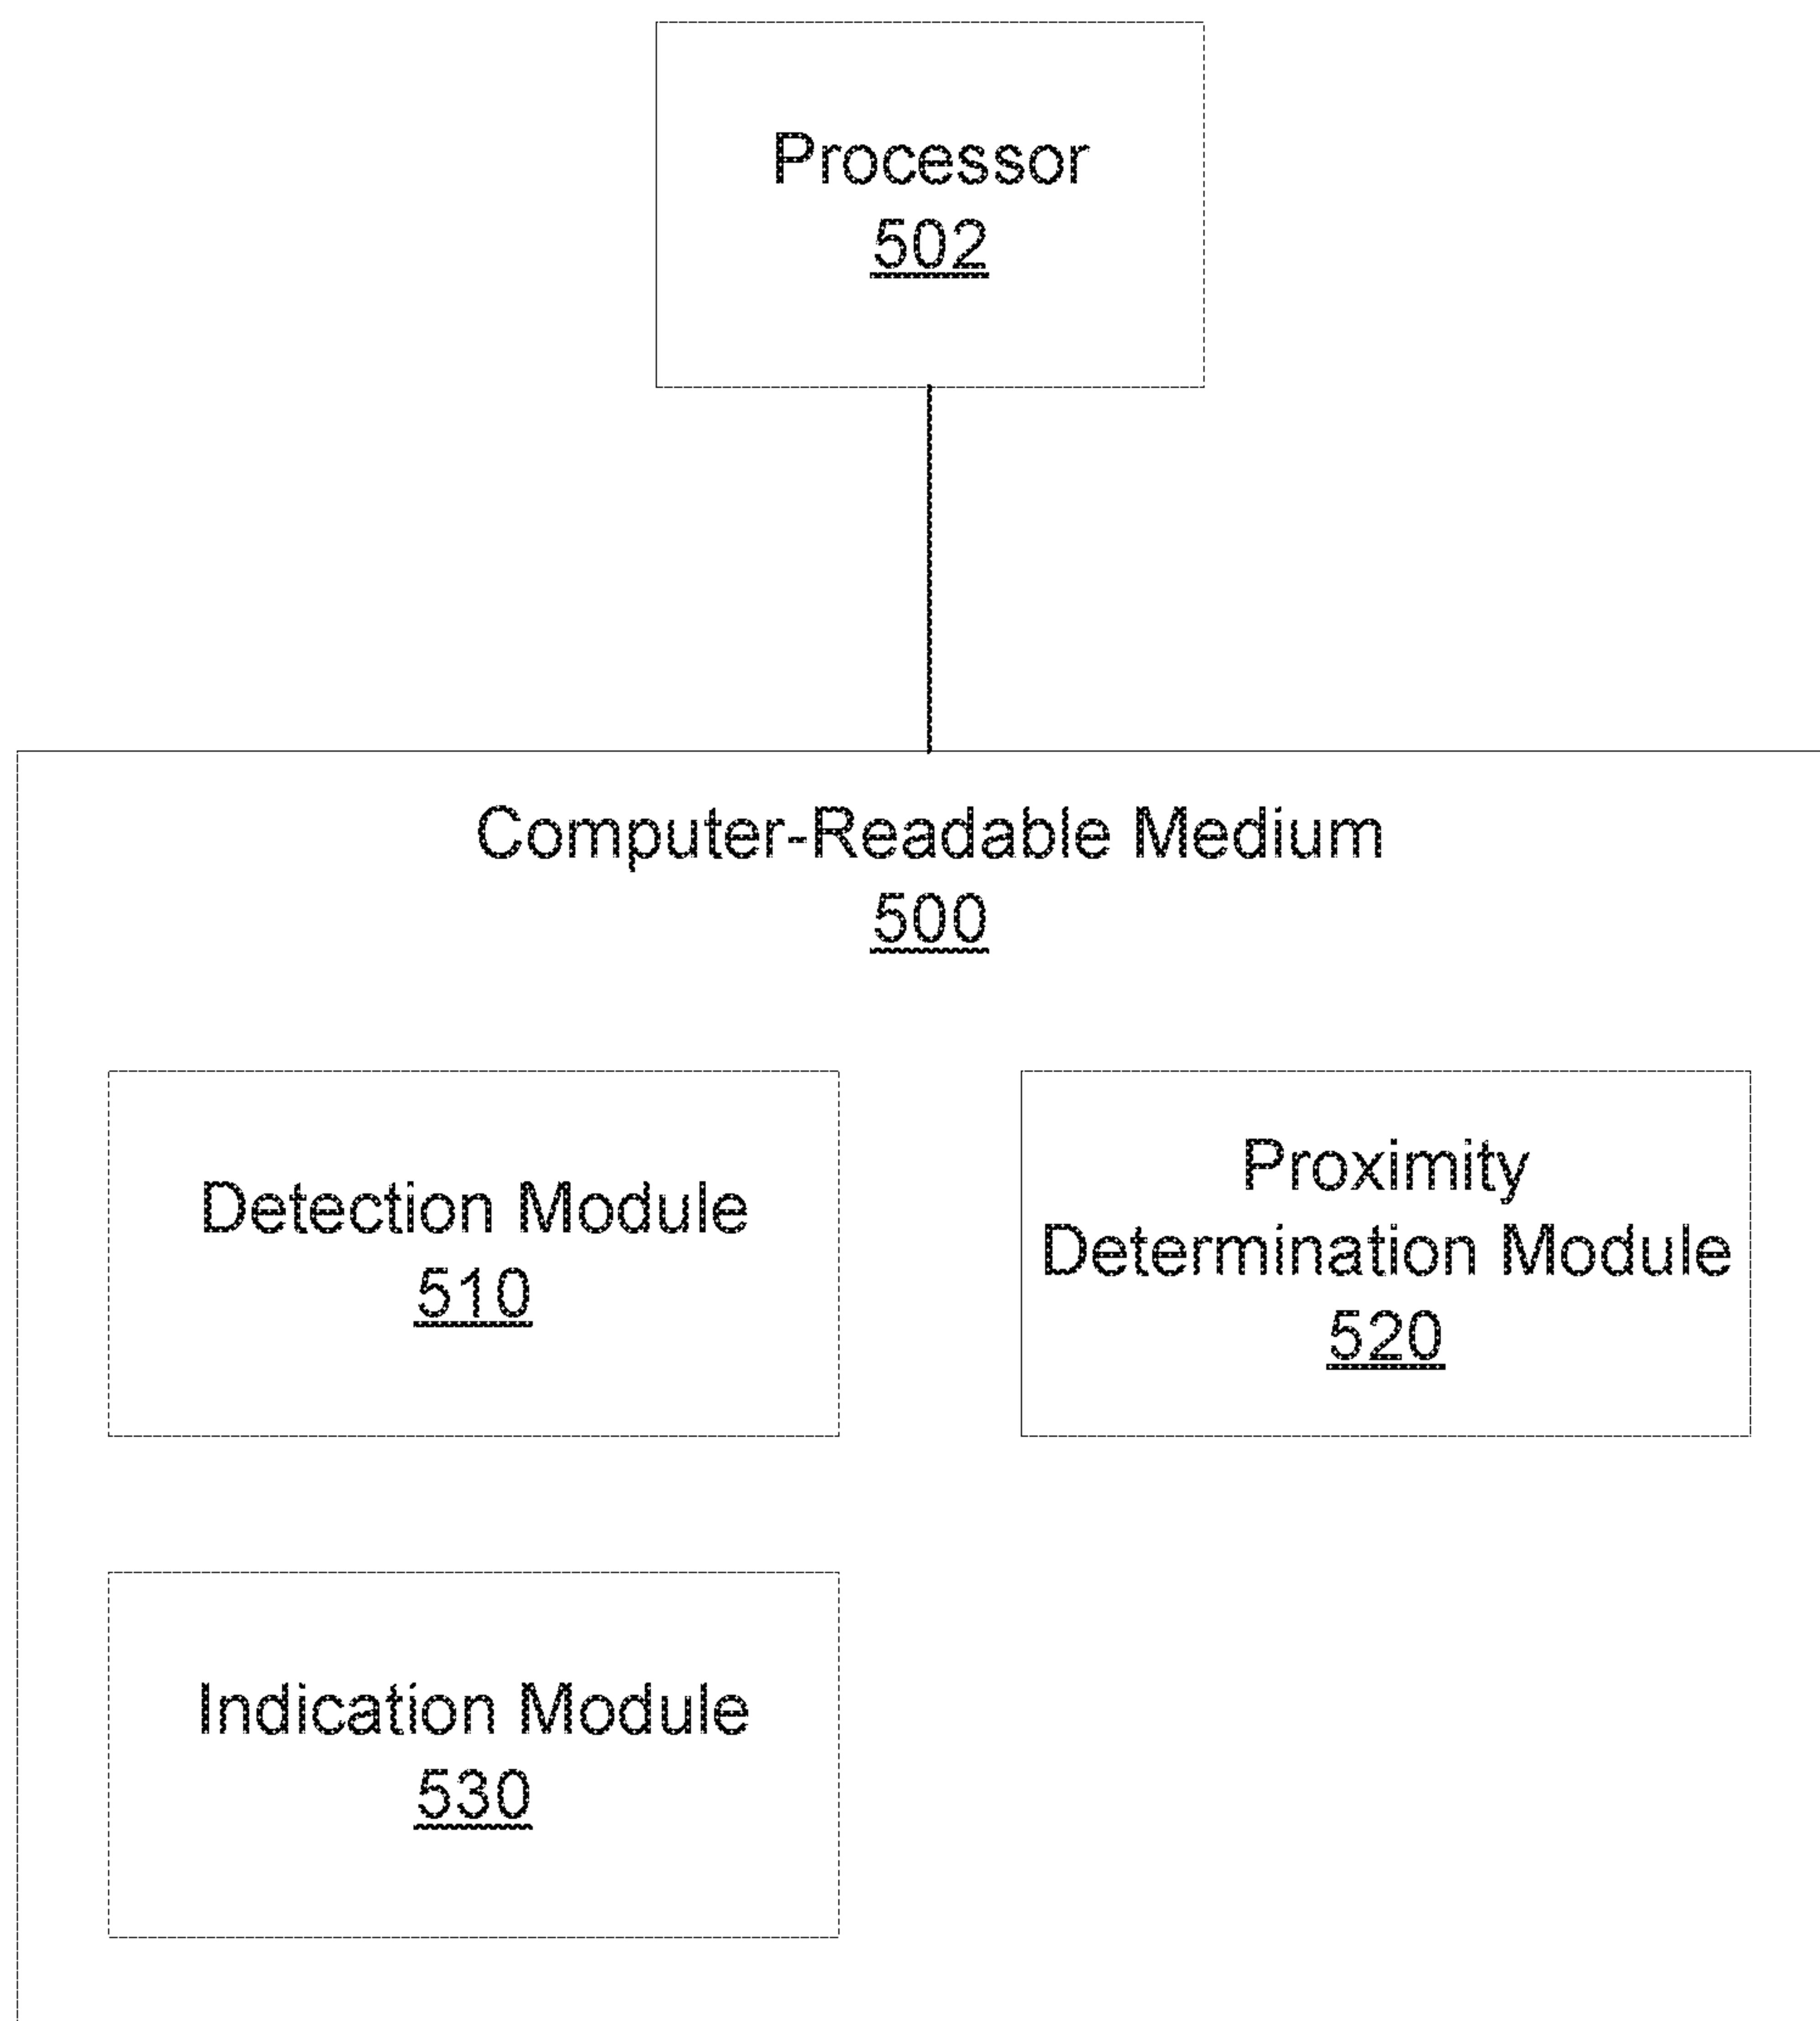 Processor
502
Computer-Readable Medium
500
Detection Module
510
Proximity
Determination Module
520
Indication Module
530